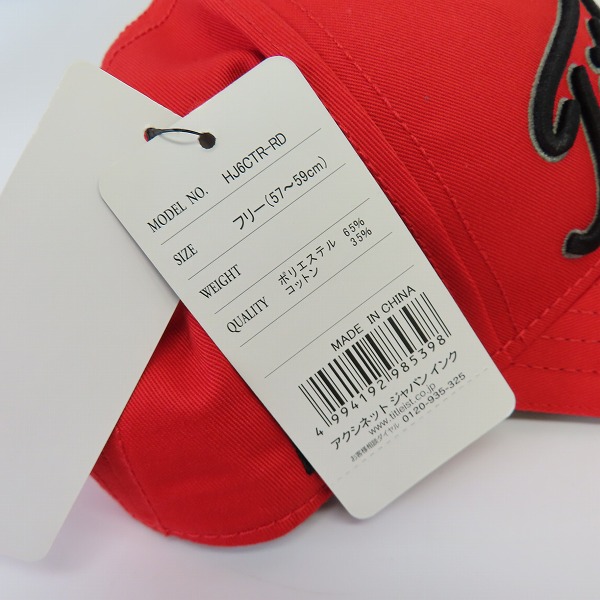 MODEL NO. HJ6CTR-RD
SIZE フリー(57〜59cm)
WEIGHT
QUALITY ポリエステル 65%
コットン 35%
MADE IN CHINA
4 994192 985398
アクシネット ジャパン インク
www.titleist.co.jp
お客様相談ダイヤル 0120-935-325